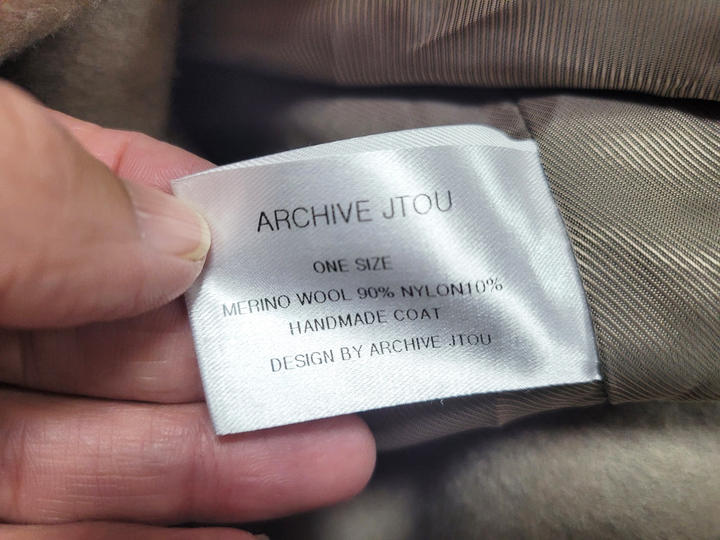 ARCHIVE JTOU
ONE SIZE
MERINO WOOL 90% NYLON10%
HANDMADE COAT
DESIGN BY ARCHIVE JTOU